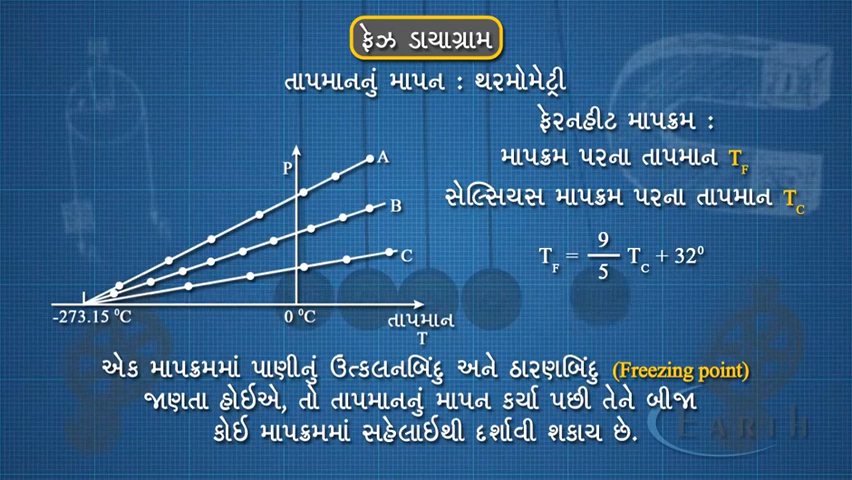 ફેઝ ડાયાગ્રામ
તાપમાનનું માપન : થરમોમેટ્રી
ફેરનહીટ માપક્રમ :
માપક્રમ પરના તાપમાન T_F
સેલ્સિયસ માપક્રમ પરના તાપમાન T_C
T_F = 9/5 T_C + 32⁰
P
A
B
C
-273.15 ⁰C
0 ⁰C
તાપમાન
T
એક માપક્રમમાં પાણીનું ઉત્કલનબિંદુ અને ઠારણબિંદુ (Freezing point)
જાણતા હોઈએ, તો તાપમાનનું માપન કર્યા પછી તેને બીજા
કોઈ માપક્રમમાં સહેલાઈથી દર્શાવી શકાય છે.
EARTH